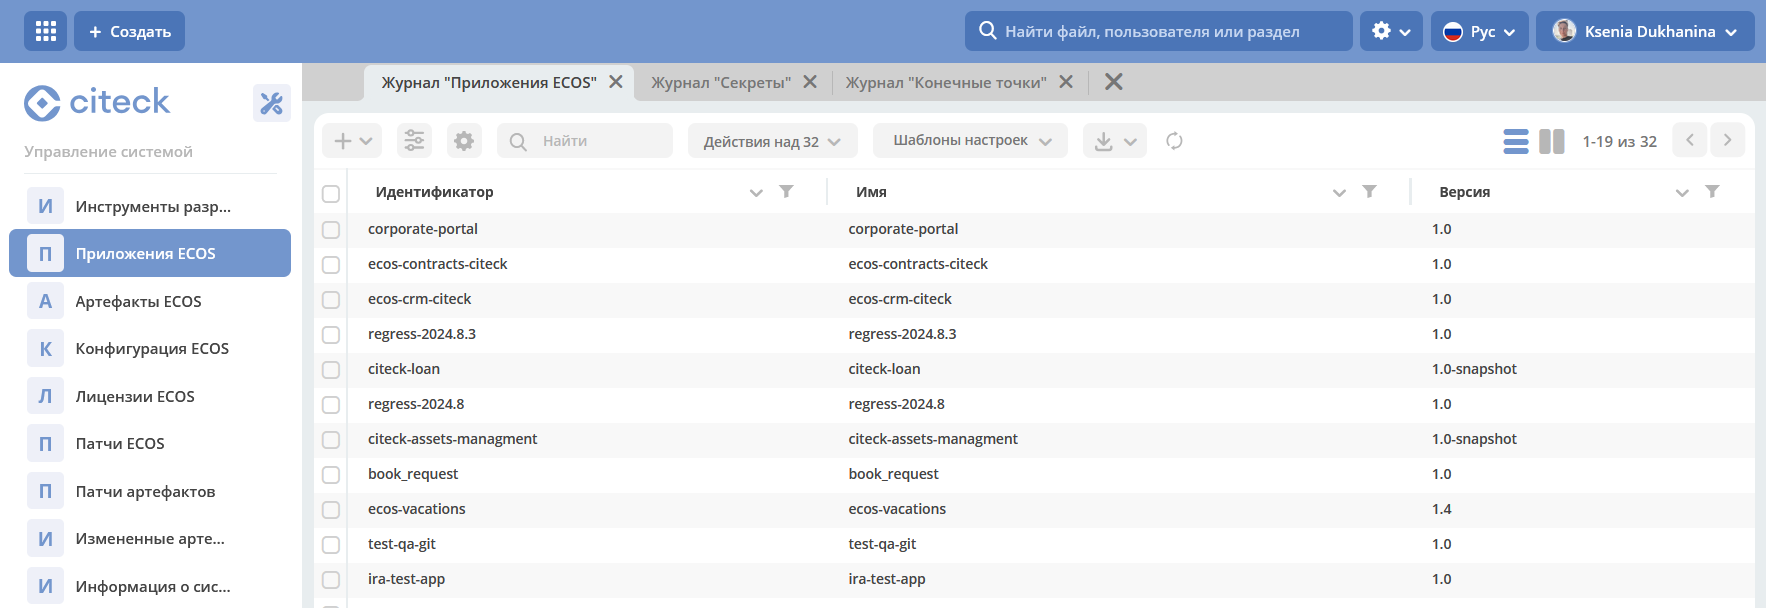 + Создать
Найти файл, пользователя или раздел
Рус
Ksenia Dukhanina
citeck
Управление системой
И Инструменты разр...
П Приложения ECOS
А Артефакты ECOS
К Конфигурация ECOS
Л Лицензии ECOS
П Патчи ECOS
П Патчи артефактов
И Измененные арте...
И Информация о сис...
Журнал "Приложения ECOS"
Журнал "Секреты"
Журнал "Конечные точки"
Найти
Действия над 32
Шаблоны настроек
1-19 из 32
Идентификатор Имя Версия
corporate-portal corporate-portal 1.0
ecos-contracts-citeck ecos-contracts-citeck 1.0
ecos-crm-citeck ecos-crm-citeck 1.0
regress-2024.8.3 regress-2024.8.3 1.0
citeck-loan citeck-loan 1.0-snapshot
regress-2024.8 regress-2024.8 1.0
citeck-assets-managment citeck-assets-managment 1.0-snapshot
book_request book_request 1.0
ecos-vacations ecos-vacations 1.4
test-qa-git test-qa-git 1.0
ira-test-app ira-test-app 1.0